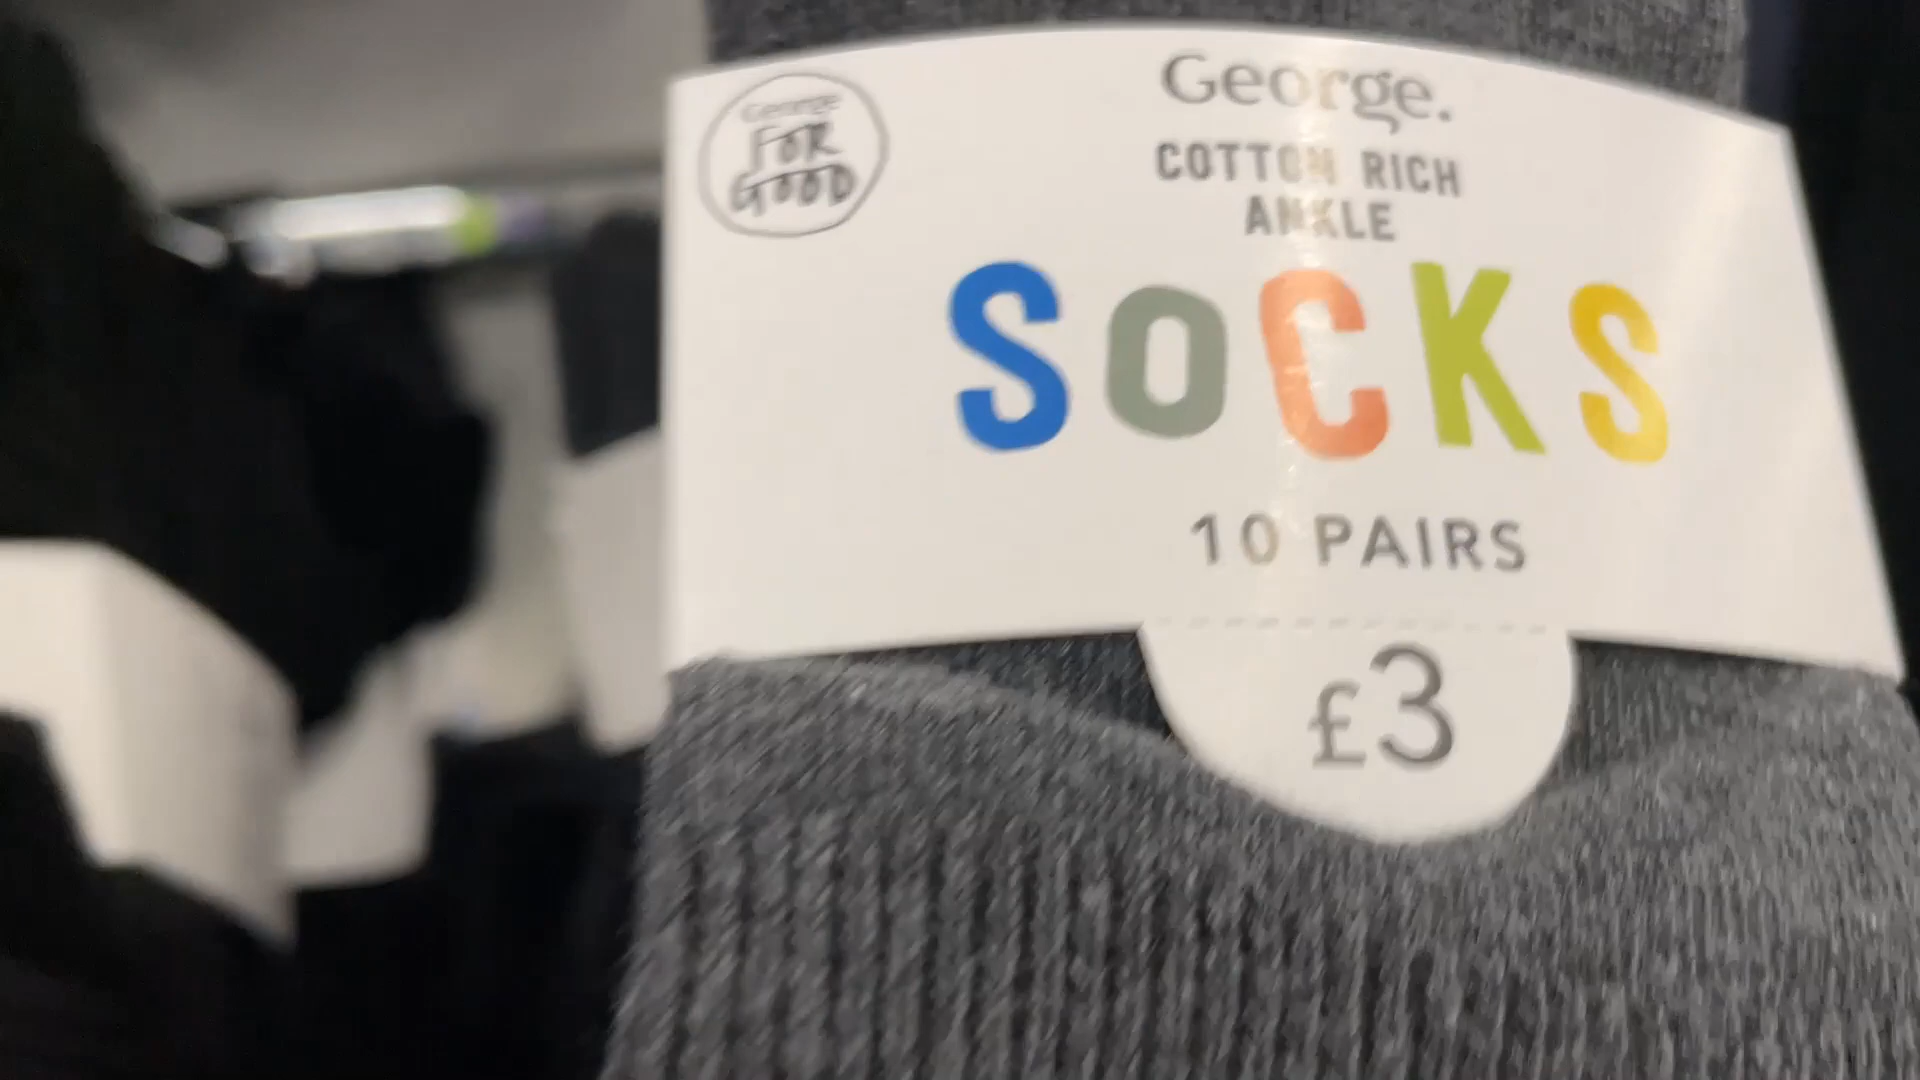 George
FOR
GOOD
George.
COTTON RICH
ANKLE
SOCKS
10 PAIRS
£3